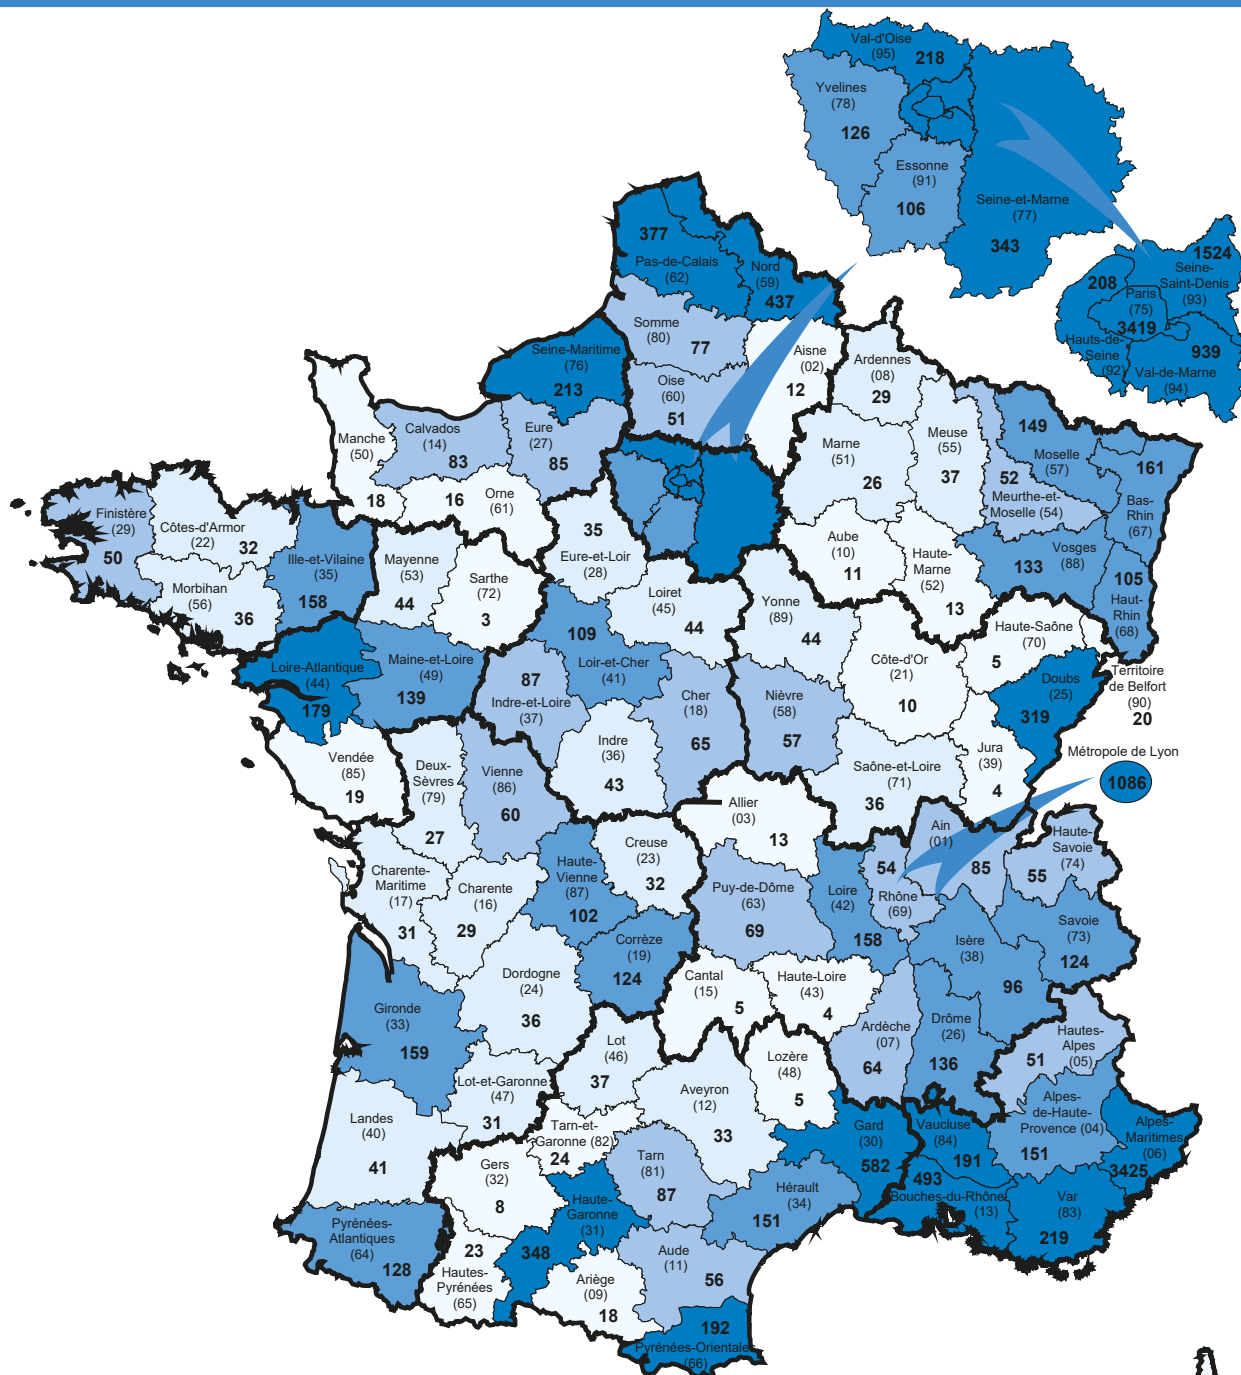 Val-d'Oise
(95)
218
Yvelines
(78)
126
Essonne
(91)
106
Seine-et-Marne
(77)
343
1524
Seine-
Saint-Denis
(93)
208
Paris
(75)
3419
Hauts-de-
Seine
(92)
939
Val-de-Marne
(94)
377
Pas-de-Calais
(62)
Nord
(59)
437
Somme
(80)
77
Aisne
(02)
12
Oise
(60)
51
Seine-Maritime
(76)
213
Ardennes
(08)
29
Manche
(50)
18
Calvados
(14)
83
Eure
(27)
85
Orne
(61)
16
Marne
(51)
26
Meuse
(55)
37
149
Moselle
(57)
52
Meurthe-et-
Moselle (54)
161
Bas-
Rhin
(67)
Finistère
(29)
50
Côtes-d'Armor
(22)
32
Morbihan
(56)
36
Ille-et-Vilaine
(35)
158
Mayenne
(53)
44
Sarthe
(72)
3
35
Eure-et-Loir
(28)
Loiret
(45)
44
Yonne
(89)
44
Aube
(10)
11
Haute-
Marne
(52)
13
Vosges
(88)
133
105
Haut-
Rhin
(68)
Haute-Saône
(70)
5
Territoire
de Belfort
(90)
20
Doubs
(25)
319
Loire-Atlantique
(44)
179
Maine-et-Loire
(49)
139
109
Loir-et-Cher
(41)
87
Indre-et-Loire
(37)
Cher
(18)
65
Nièvre
(58)
57
Côte-d'Or
(21)
10
Jura
(39)
4
Métropole de Lyon
1086
Vendée
(85)
19
Deux-
Sèvres
(79)
27
Vienne
(86)
60
Indre
(36)
43
Saône-et-Loire
(71)
36
Allier
(03)
13
Ain
(01)
85
Haute-
Savoie
(74)
55
54
Rhône
(69)
Charente-
Maritime
(17)
31
Charente
(16)
29
Haute-
Vienne
(87)
102
Creuse
(23)
32
Puy-de-Dôme
(63)
69
Loire
(42)
158
Isère
(38)
96
Savoie
(73)
124
Corrèze
(19)
124
Dordogne
(24)
36
Cantal
(15)
5
Haute-Loire
(43)
4
Ardèche
(07)
64
Drôme
(26)
136
Hautes-
Alpes
(05)
51
Gironde
(33)
159
Lot-et-Garonne
(47)
31
Lot
(46)
37
Aveyron
(12)
33
Lozère
(48)
5
Gard
(30)
582
Vaucluse
(84)
191
Alpes-
de-Haute-
Provence (04)
151
Alpes-
Maritimes
(06)
3425
Landes
(40)
41
Gers
(32)
8
Tarn-et-
Garonne (82)
24
Tarn
(81)
87
Hérault
(34)
151
493
Bouches-du-Rhône
(13)
Var
(83)
219
Pyrénées-
Atlantiques
(64)
128
23
Hautes-
Pyrénées
(65)
Haute-
Garonne
(31)
348
Ariège
(09)
18
Aude
(11)
56
192
Pyrénées-Orientale
(66)